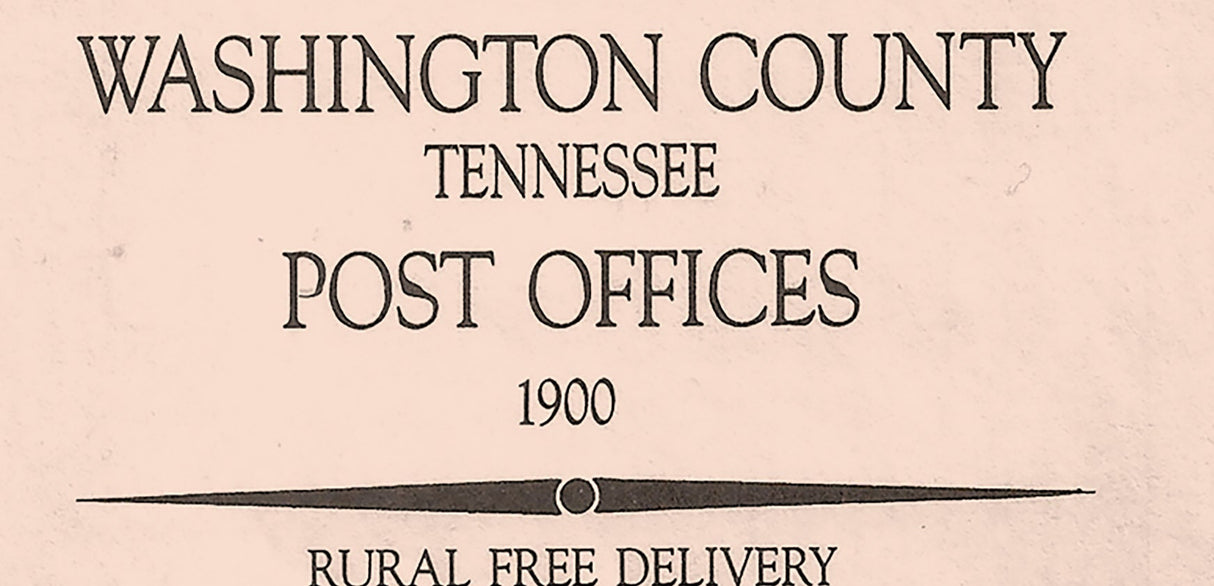 WASHINGTON COUNTY
TENNESSEE
POST OFFICES
1900
RURAL FREE DELIVERY